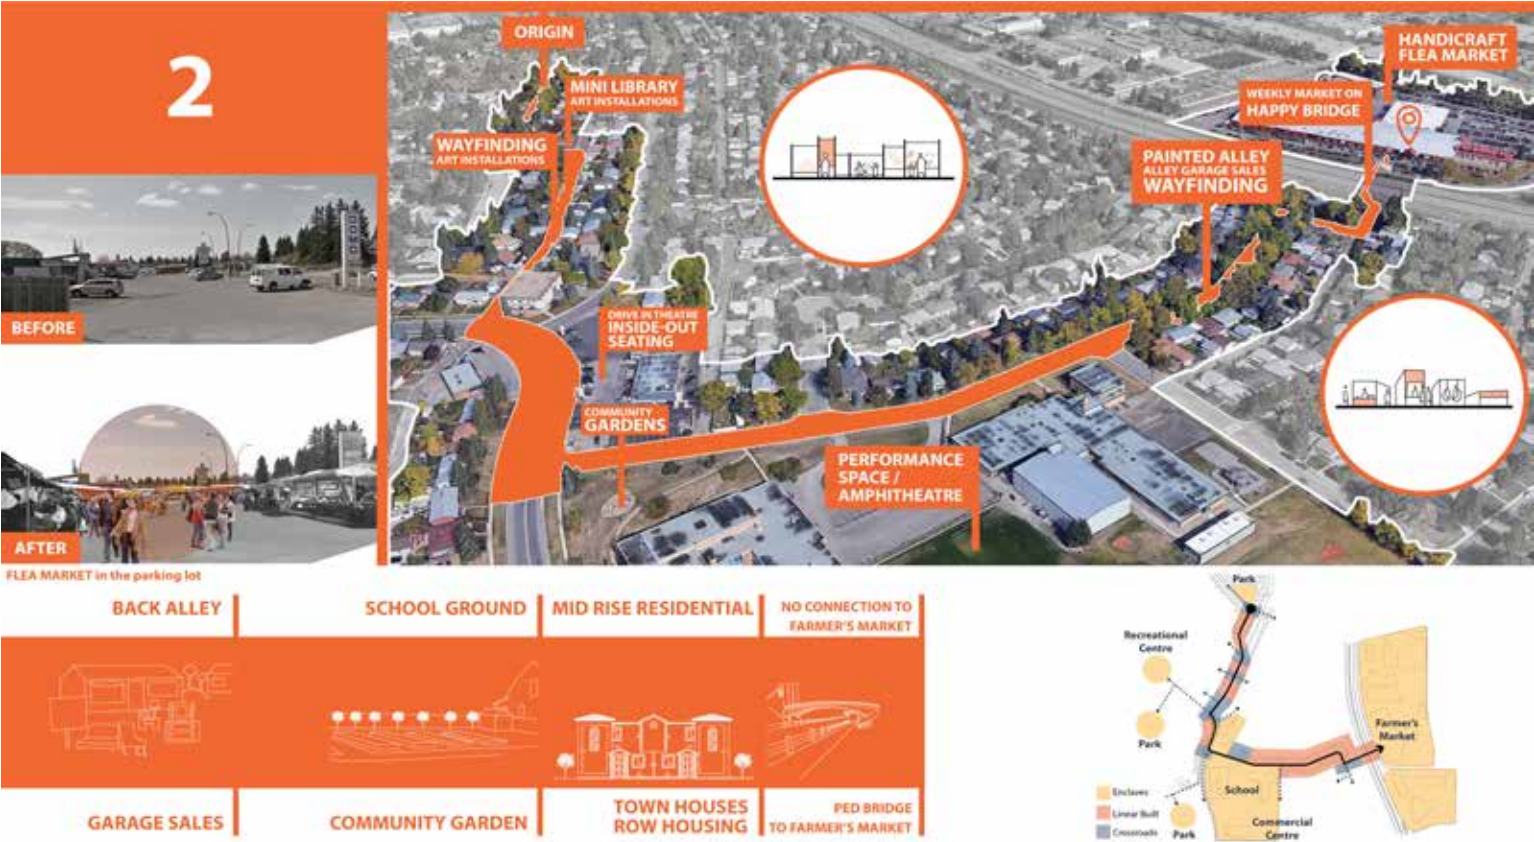 2
BEFORE
AFTER
FLEA MARKET in the parking lot
ORIGIN
MINI LIBRARY
ART INSTALLATIONS
WAYFINDING
ART INSTALLATIONS
DRIVE IN THEATRE
INSIDE-OUT
SEATING
COMMUNITY
GARDENS
PERFORMANCE
SPACE /
AMPHITHEATRE
PAINTED ALLEY
ALLEY GARAGE SALES
WAYFINDING
WEEKLY MARKET ON
HAPPY BRIDGE
HANDICRAFT
FLEA MARKET
BACK ALLEY
SCHOOL GROUND
MID RISE RESIDENTIAL
NO CONNECTION TO
FARMER'S MARKET
GARAGE SALES
COMMUNITY GARDEN
TOWN HOUSES
ROW HOUSING
PED BRIDGE
TO FARMER'S MARKET
Park
Recreational
Centre
Park
Farmer's
Market
School
Commercial
Centre
Park
Enclaves
Linear Built
Crossroads